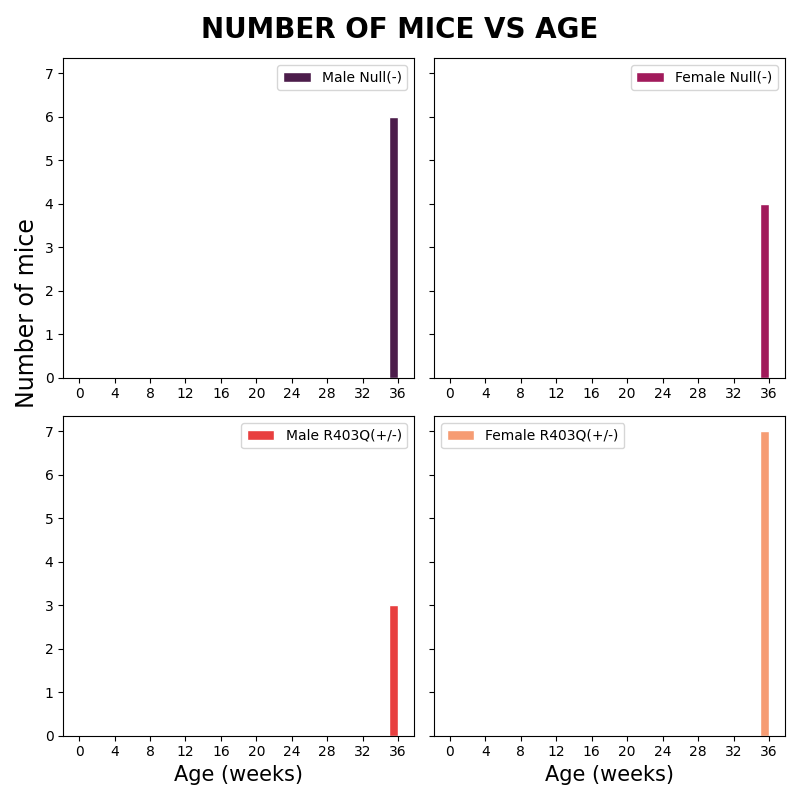 NUMBER OF MICE VS AGE
Number of mice
7
6
5
4
3
2
1
0
Male Null(-)
0 4 8 12 16 20 24 28 32 36
Female Null(-)
0 4 8 12 16 20 24 28 32 36
7
6
5
4
3
2
1
0
Male R403Q(+/-)
0 4 8 12 16 20 24 28 32 36
Age (weeks)
Female R403Q(+/-)
0 4 8 12 16 20 24 28 32 36
Age (weeks)